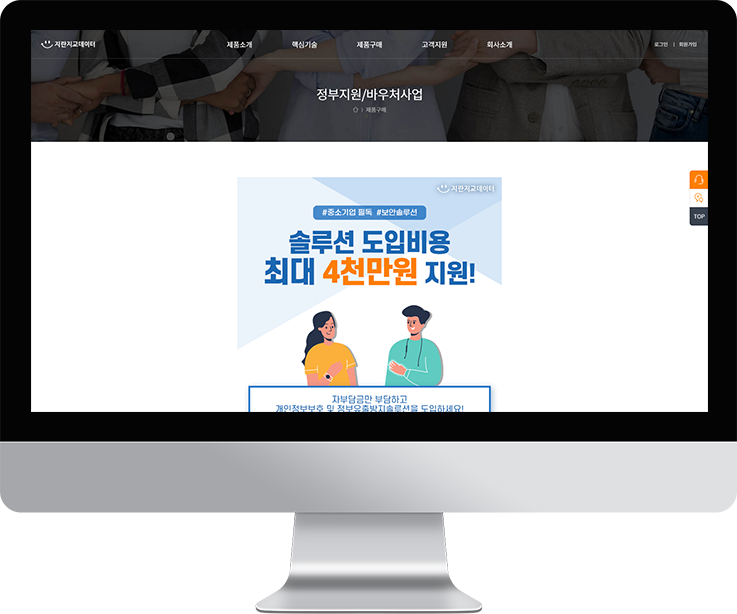 지란지교데이터
제품소개 핵심기술 제품구매 고객지원 회사소개
로그인 | 회원가입
정부지원/바우처사업
제품구매
지란지교데이터
#중소기업 필독 #보안솔루션
솔루션 도입비용
최대 4천만원 지원!
TOP
자부담금만 부담하고
개인정보보호 및 정보유출방지솔루션을 도입하세요!